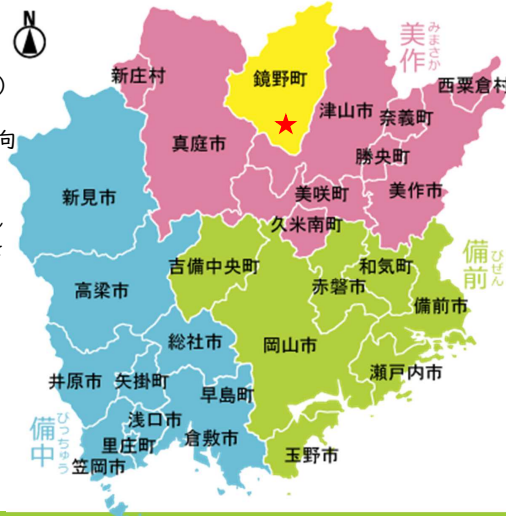 N
)
向
新庄村
鏡野町
美作
みまさか
西粟倉村
津山市
奈義町
真庭市
勝央町
美咲町
美作市
新見市
久米南町
吉備中央町
和気町
備前
びぜん
高梁市
赤磐市
備前市
総社市
岡山市
瀬戸内市
井原市
矢掛町
早島町
備中
びっちゅう
浅口市
倉敷市
里庄町
玉野市
笠岡市